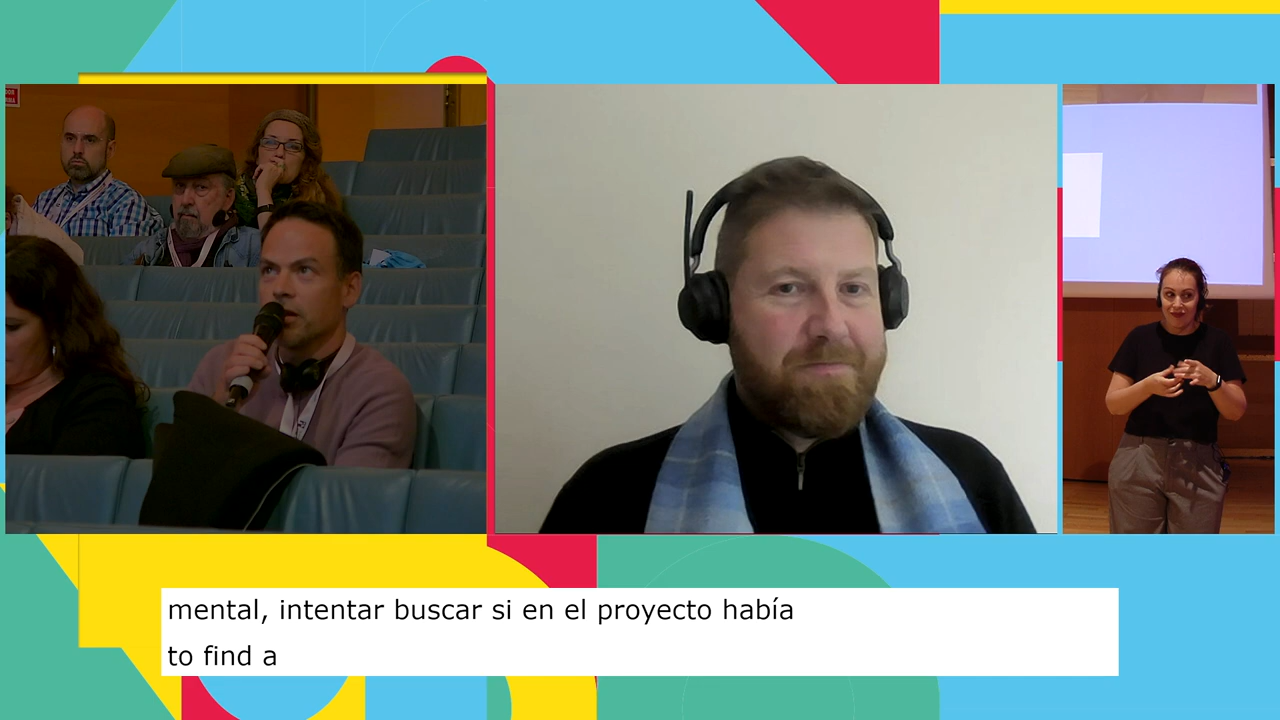 mental, intentar buscar si en el proyecto había
to find a